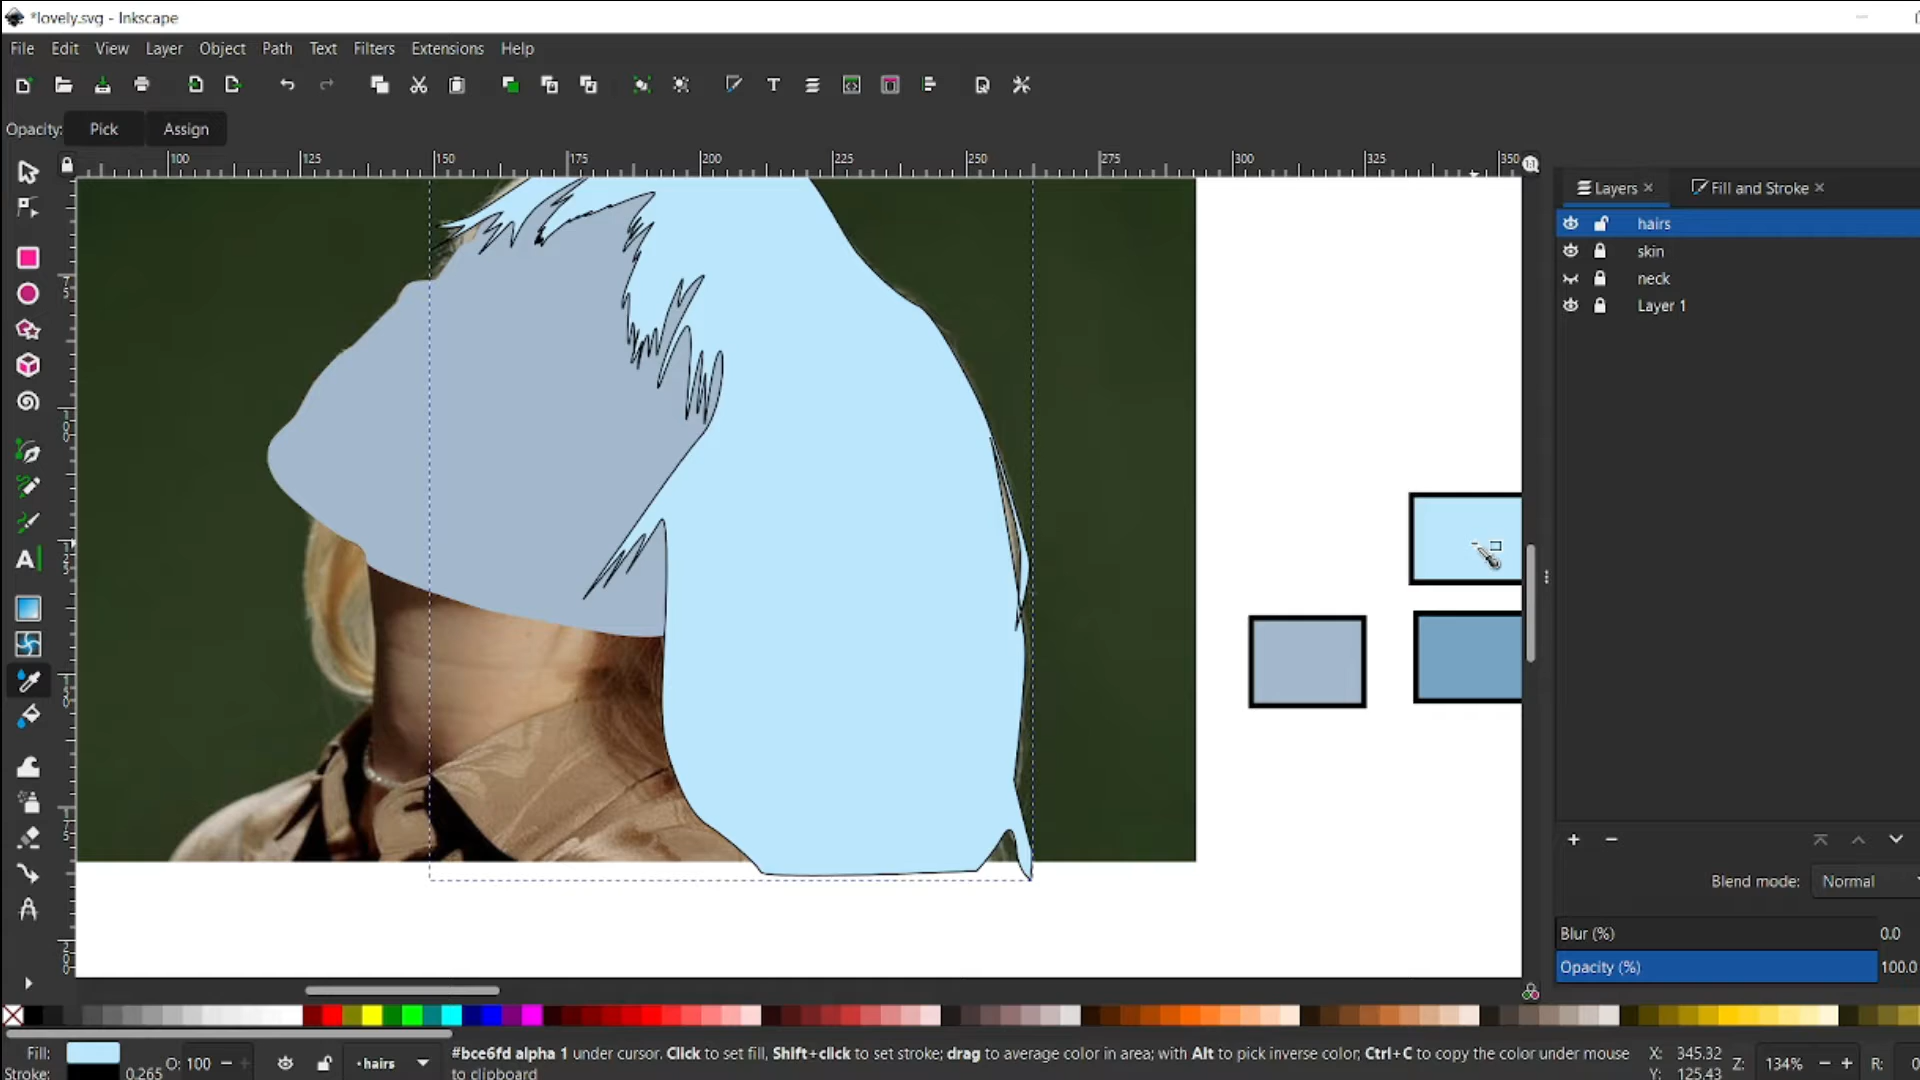 *lovely.svg - Inkscape
File Edit View Layer Object Path Text Filters Extensions Help
Opacity: Pick Assign
100 125 150 175 200 225 250 275 300 325 350
Layers Fill and Stroke
hairs
skin
neck
Layer 1
Blend mode: Normal
Blur (%) 0.0
Opacity (%) 100.0
Fill: O: 100 hairs #bce6fd alpha 1 under cursor. Click to set fill, Shift+click to set stroke; drag to average color in area; with Alt to pick inverse color; Ctrl+C to copy the color under mouse X: 345.32 Z: 134% R:
Stroke: 0.265 to clipboard Y: 125.43